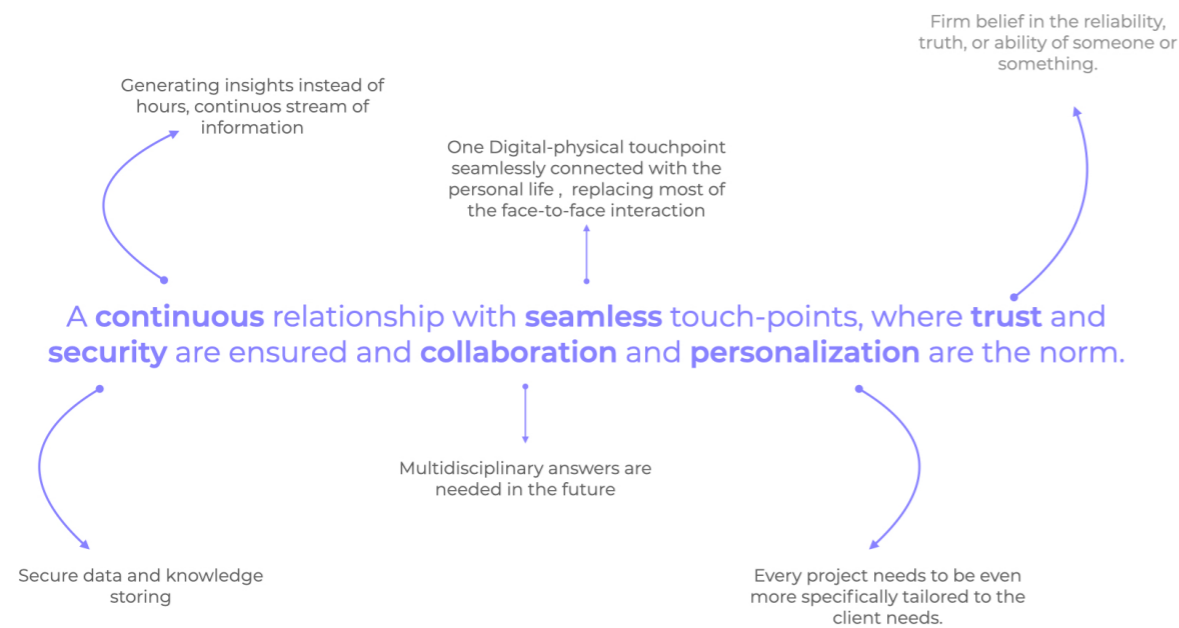 Firm belief in the reliability,
truth, or ability of someone or
something.
Generating insights instead of
hours, continuos stream of
information
One Digital-physical touchpoint
seamlessly connected with the
personal life , replacing most of
the face-to-face interaction
A continuous relationship with seamless touch-points, where trust and
security are ensured and collaboration and personalization are the norm.
Multidisciplinary answers are
needed in the future
Secure data and knowledge
storing
Every project needs to be even
more specifically tailored to the
client needs.